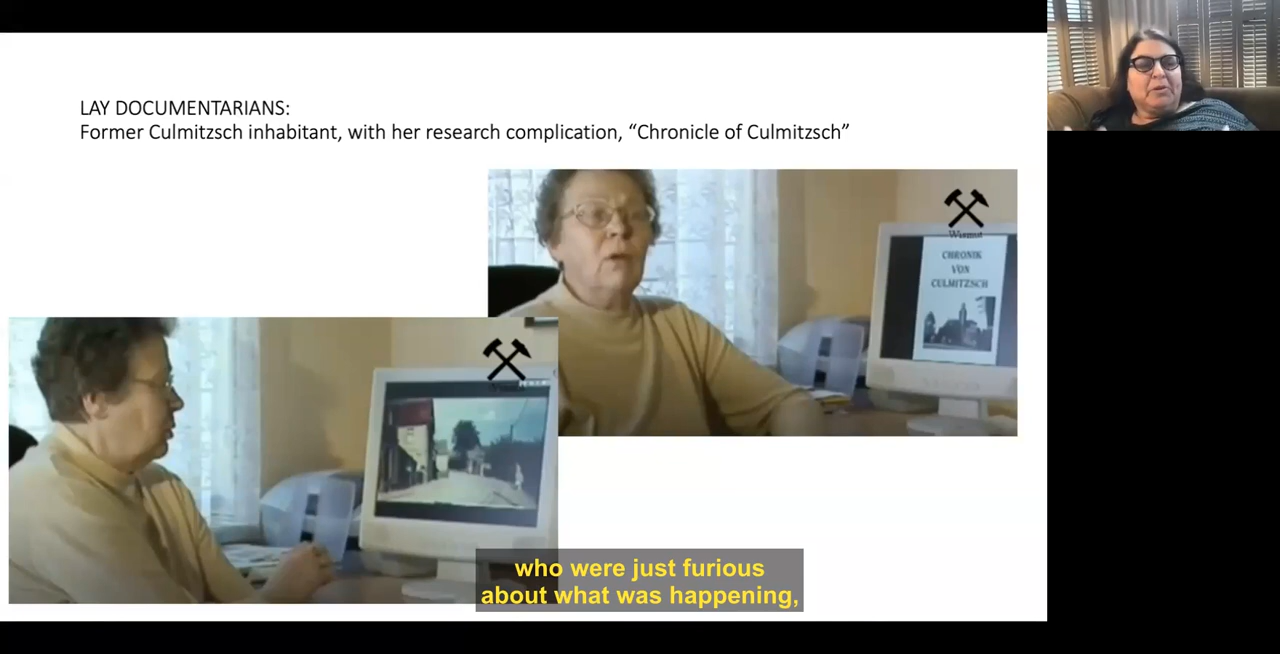 LAY DOCUMENTARIANS:
Former Culmitzsch inhabitant, with her research complication, “Chronicle of Culmitzsch”
Wismut
CHRONIK
VON
CULMITZSCH
who were just furious
about what was happening,